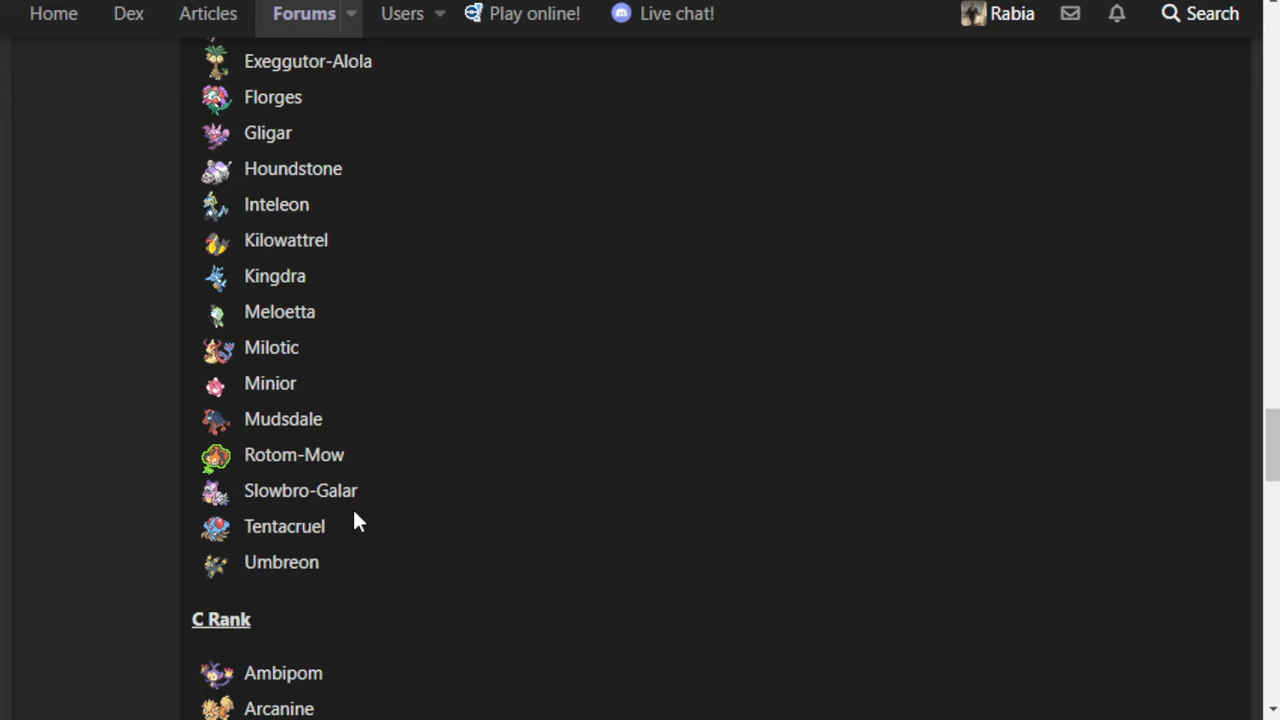 Home Dex Articles Forums Users Play online! Live chat! Rabia Search
Exeggutor-Alola
Florges
Gligar
Houndstone
Inteleon
Kilowattrel
Kingdra
Meloetta
Milotic
Minior
Mudsdale
Rotom-Mow
Slowbro-Galar
Tentacruel
Umbreon
C Rank
Ambipom
Arcanine